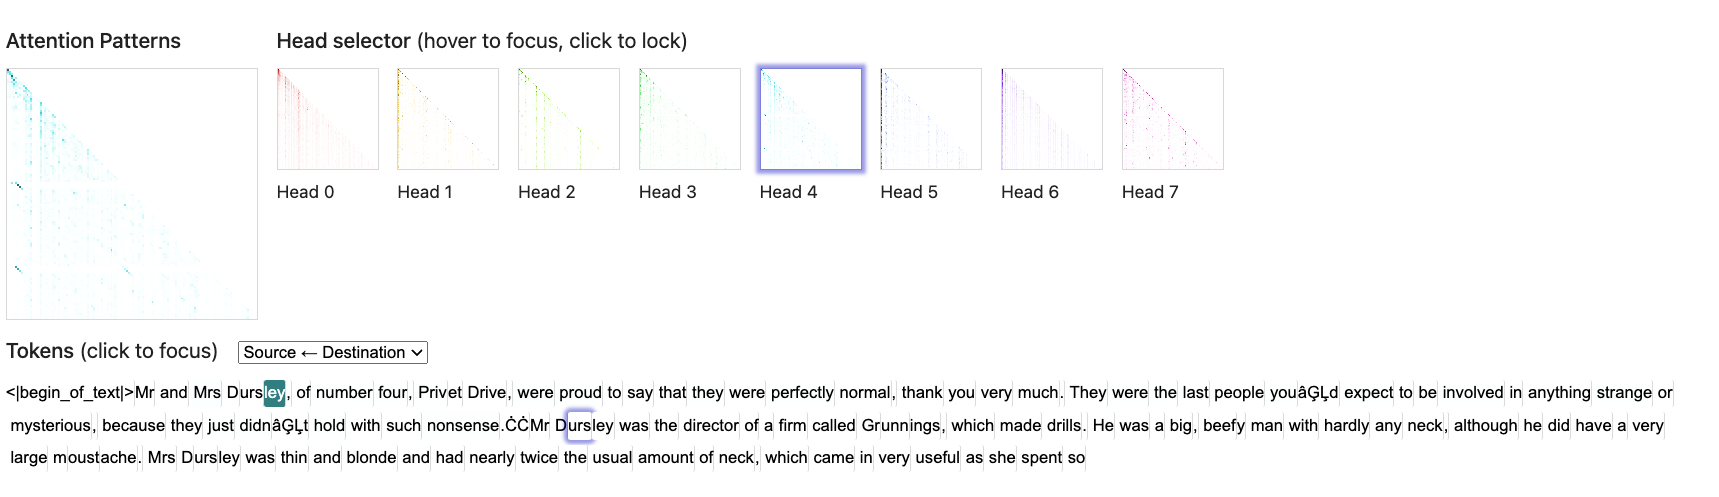 Attention Patterns
Head selector (hover to focus, click to lock)
Head 0
Head 1
Head 2
Head 3
Head 4
Head 5
Head 6
Head 7
Tokens (click to focus)
Source ← Destination
<|begin_of_text|>Mr and Mrs Dursley, of number four, Privet Drive, were proud to say that they were perfectly normal, thank you very much. They were the last people youâĢĻd expect to be involved in anything strange or
mysterious, because they just didnâĢĻt hold with such nonsense.ĊĊMr Dursley was the director of a firm called Grunnings, which made drills. He was a big, beefy man with hardly any neck, although he did have a very
large moustache. Mrs Dursley was thin and blonde and had nearly twice the usual amount of neck, which came in very useful as she spent so